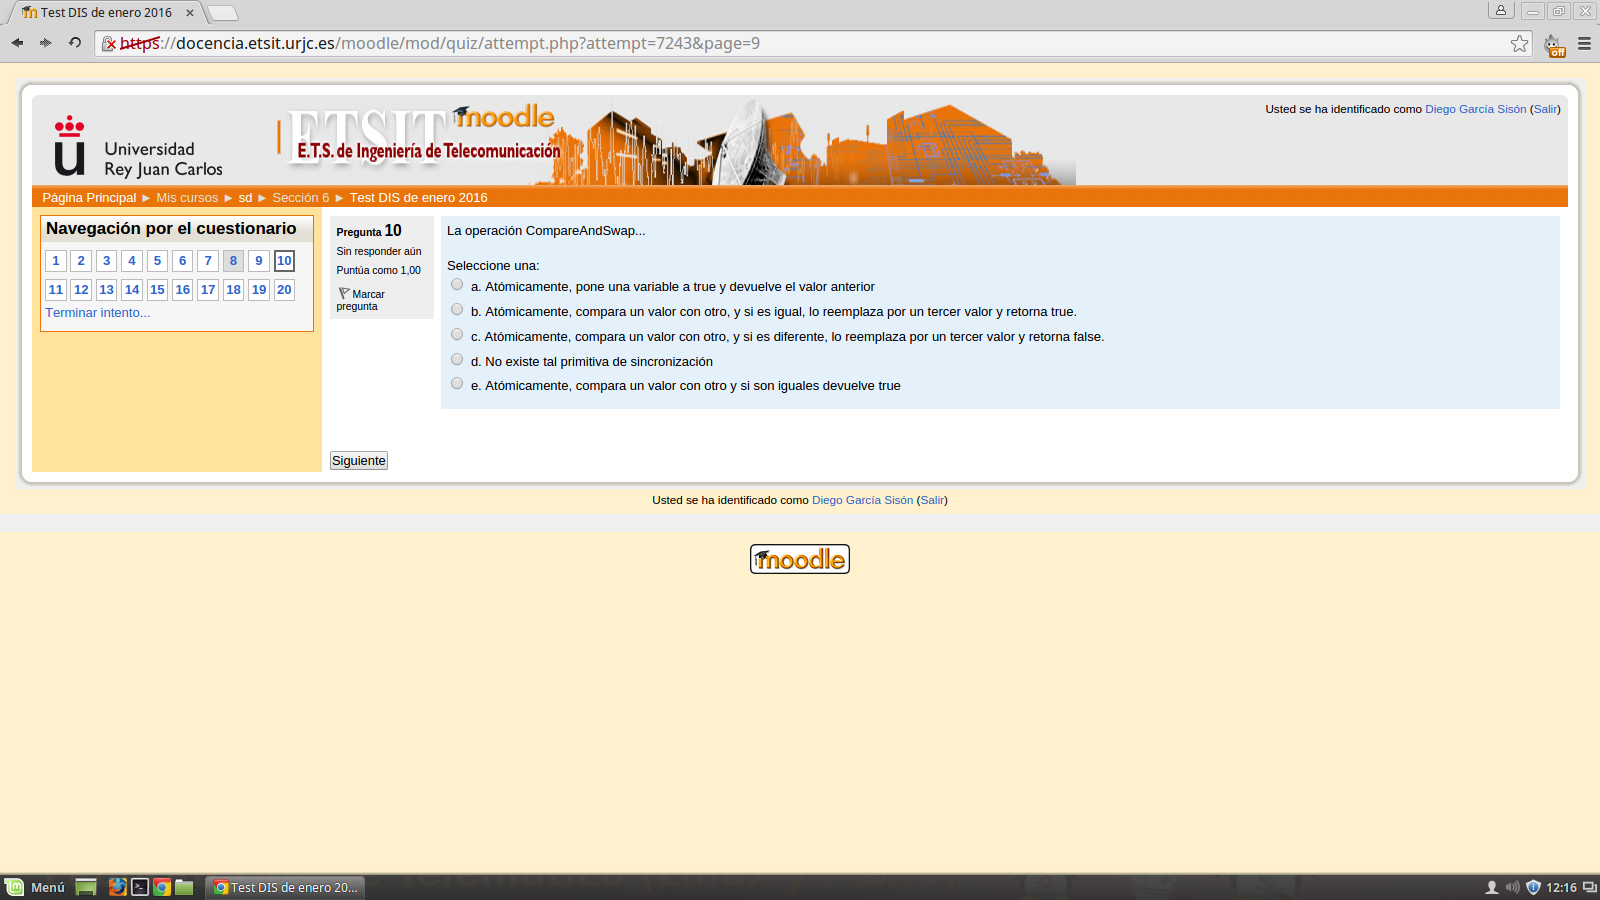 Test DIS de enero 2016
https://docencia.etsit.urjc.es/moodle/mod/quiz/attempt.php?attempt=7243&page=9
off
Universidad
Rey Juan Carlos
ETSIT moodle
E.T.S. de Ingeniería de Telecomunicación
Usted se ha identificado como Diego García Sisón (Salir)
Página Principal ► Mis cursos ► sd ► Sección 6 ► Test DIS de enero 2016
Navegación por el cuestionario
1 2 3 4 5 6 7 8 9 10
11 12 13 14 15 16 17 18 19 20
Terminar intento...
Pregunta 10
Sin responder aún
Puntúa como 1,00
Marcar
pregunta
La operación CompareAndSwap...
Seleccione una:
a. Atómicamente, pone una variable a true y devuelve el valor anterior
b. Atómicamente, compara un valor con otro, y si es igual, lo reemplaza por un tercer valor y retorna true.
c. Atómicamente, compara un valor con otro, y si es diferente, lo reemplaza por un tercer valor y retorna false.
d. No existe tal primitiva de sincronización
e. Atómicamente, compara un valor con otro y si son iguales devuelve true
Siguiente
Usted se ha identificado como Diego García Sisón (Salir)
moodle
Menú
Test DIS de enero 20...
12:16